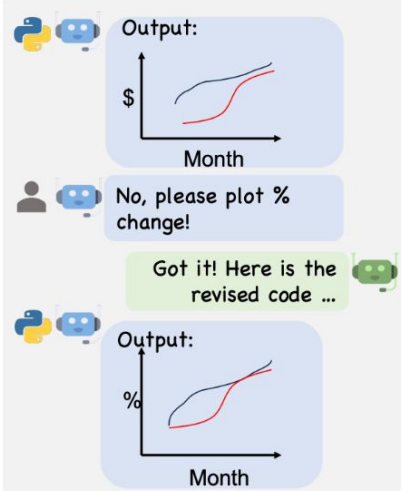 Output:
$
Month
No, please plot %
change!
Got it! Here is the
revised code ...
Output:
%
Month